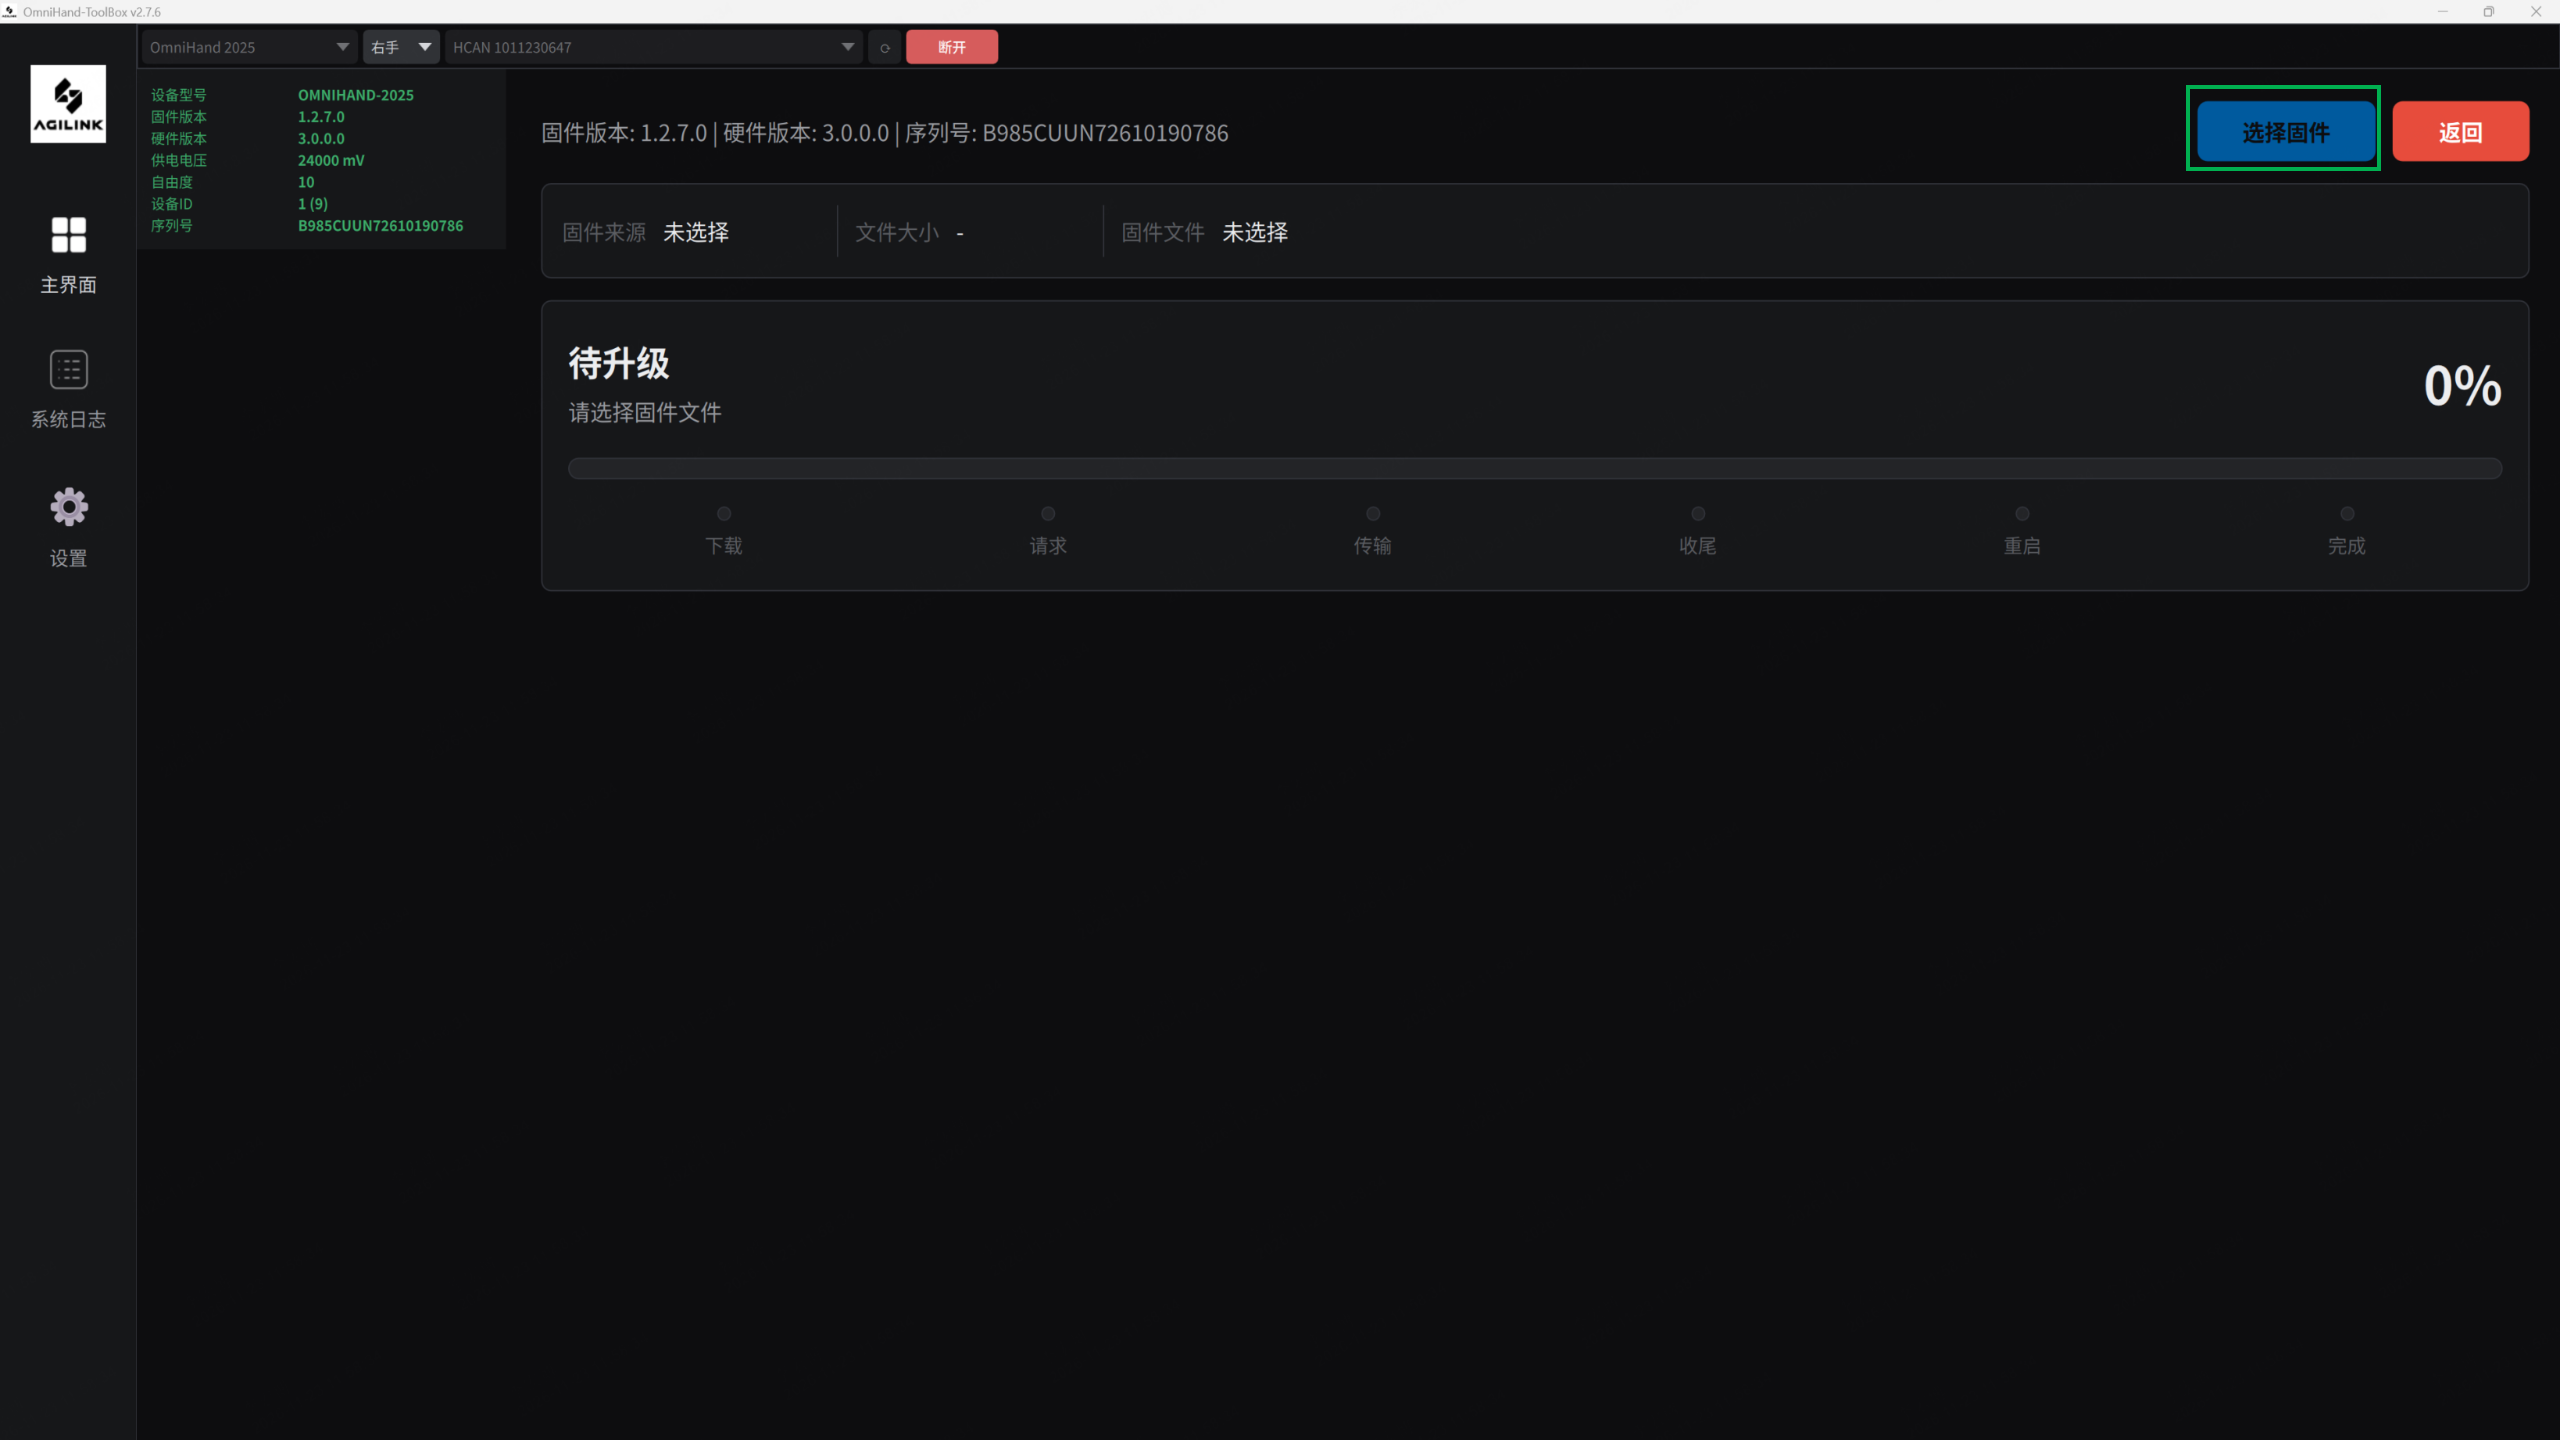 OmniHand-ToolBox v2.7.6
OmniHand 2025
右手
HCAN 1011230647
断开
AGILINK
主界面
系统日志
设置
设备型号 OMNIHAND-2025
固件版本 1.2.7.0
硬件版本 3.0.0.0
供电电压 24000 mV
自由度 10
设备ID 1 (9)
序列号 B985CUUN72610190786
固件版本: 1.2.7.0 | 硬件版本: 3.0.0.0 | 序列号: B985CUUN72610190786
选择固件
返回
固件来源 未选择
文件大小 -
固件文件 未选择
待升级
请选择固件文件
0%
下载
请求
传输
收尾
重启
完成